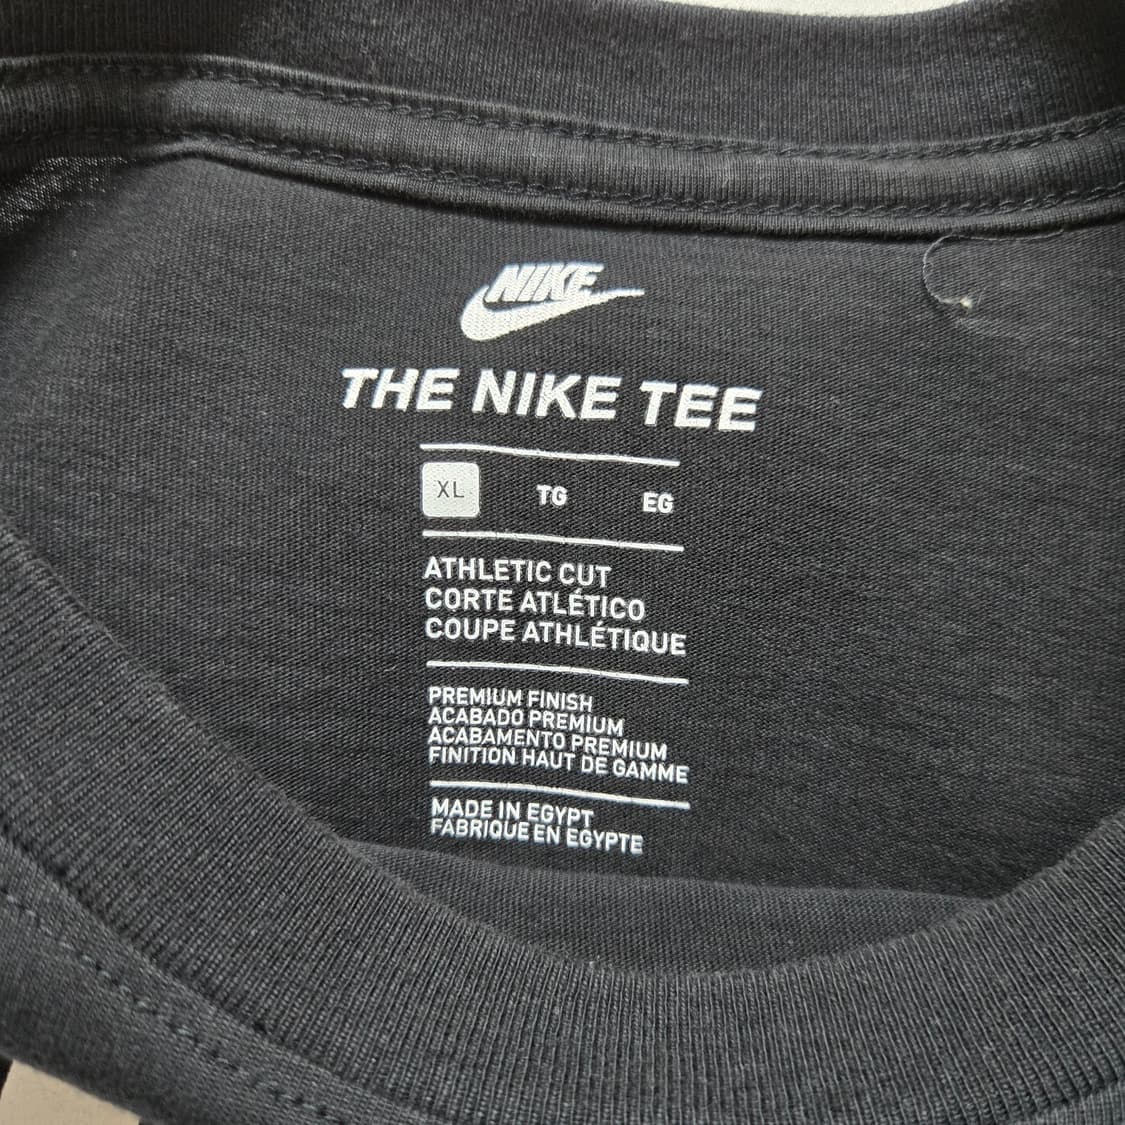 NIKE
THE NIKE TEE
XL TG EG
ATHLETIC CUT
CORTE ATLÉTICO
COUPE ATHLÉTIQUE
PREMIUM FINISH
ACABADO PREMIUM
ACABAMENTO PREMIUM
FINITION HAUT DE GAMME
MADE IN EGYPT
FABRIQUE EN EGYPTE